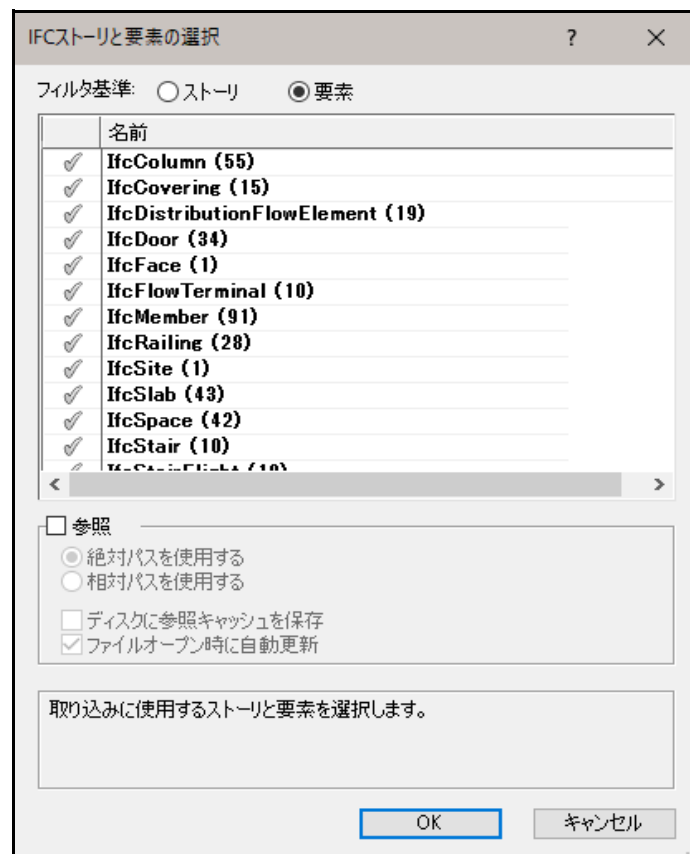 IFCストーリと要素の選択
フィルタ基準: ストーリ 要素
名前
IfcColumn (55)
IfcCovering (15)
IfcDistributionFlowElement (19)
IfcDoor (34)
IfcFace (1)
IfcFlowTerminal (10)
IfcMember (91)
IfcRailing (28)
IfcSite (1)
IfcSlab (43)
IfcSpace (42)
IfcStair (10)
参照
絶対パスを使用する
相対パスを使用する
ディスクに参照キャッシュを保存
ファイルオープン時に自動更新
取り込みに使用するストーリと要素を選択します。
OK キャンセル